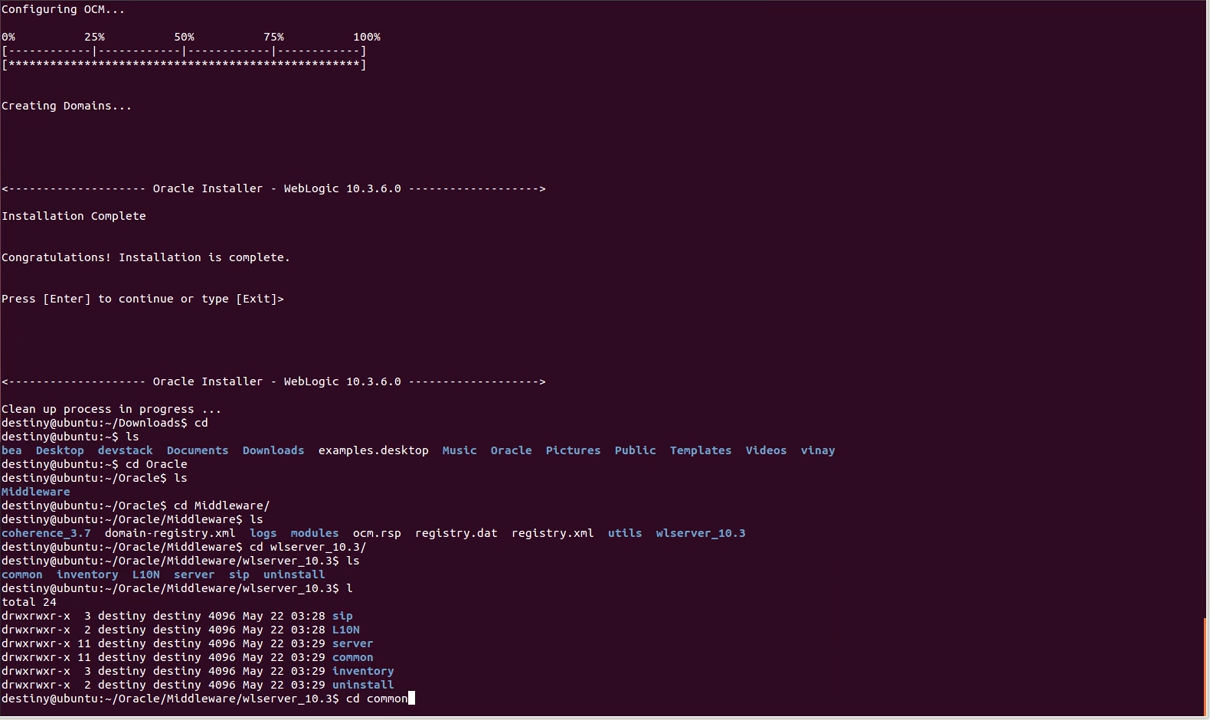 Configuring OCM...
0%          25%          50%          75%          100%
[------------|------------|------------|------------]
[***************************************************]
Creating Domains...
<-------------------- Oracle Installer - WebLogic 10.3.6.0 ------------------->
Installation Complete
Congratulations! Installation is complete.
Press [Enter] to continue or type [Exit]>
<-------------------- Oracle Installer - WebLogic 10.3.6.0 ------------------->
Clean up process in progress ...
destiny@ubuntu:~/Downloads$ cd
destiny@ubuntu:~$ ls
bea  Desktop  devstack  Documents  Downloads  examples.desktop  Music  Oracle  Pictures  Public  Templates  Videos  vinay
destiny@ubuntu:~$ cd Oracle
destiny@ubuntu:~/Oracle$ ls
Middleware
destiny@ubuntu:~/Oracle$ cd Middleware/
destiny@ubuntu:~/Oracle/Middleware$ ls
coherence_3.7  domain-registry.xml  logs  modules  ocm.rsp  registry.dat  registry.xml  utils  wlserver_10.3
destiny@ubuntu:~/Oracle/Middleware$ cd wlserver_10.3/
destiny@ubuntu:~/Oracle/Middleware/wlserver_10.3$ ls
common  inventory  L10N  server  sip  uninstall
destiny@ubuntu:~/Oracle/Middleware/wlserver_10.3$ l
total 24
drwxrwxr-x  3 destiny destiny 4096 May 22 03:28 sip
drwxrwxr-x  2 destiny destiny 4096 May 22 03:28 L10N
drwxrwxr-x 11 destiny destiny 4096 May 22 03:29 server
drwxrwxr-x 11 destiny destiny 4096 May 22 03:29 common
drwxrwxr-x  3 destiny destiny 4096 May 22 03:29 inventory
drwxrwxr-x  2 destiny destiny 4096 May 22 03:29 uninstall
destiny@ubuntu:~/Oracle/Middleware/wlserver_10.3$ cd common